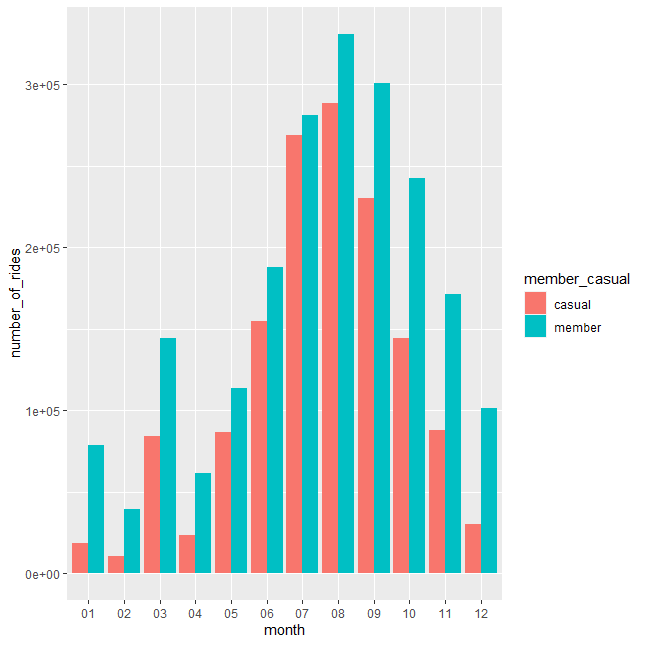 3e+05
2e+05
1e+05
0e+00
number_of_rides
01 02 03 04 05 06 07 08 09 10 11 12
month
member_casual
casual
member